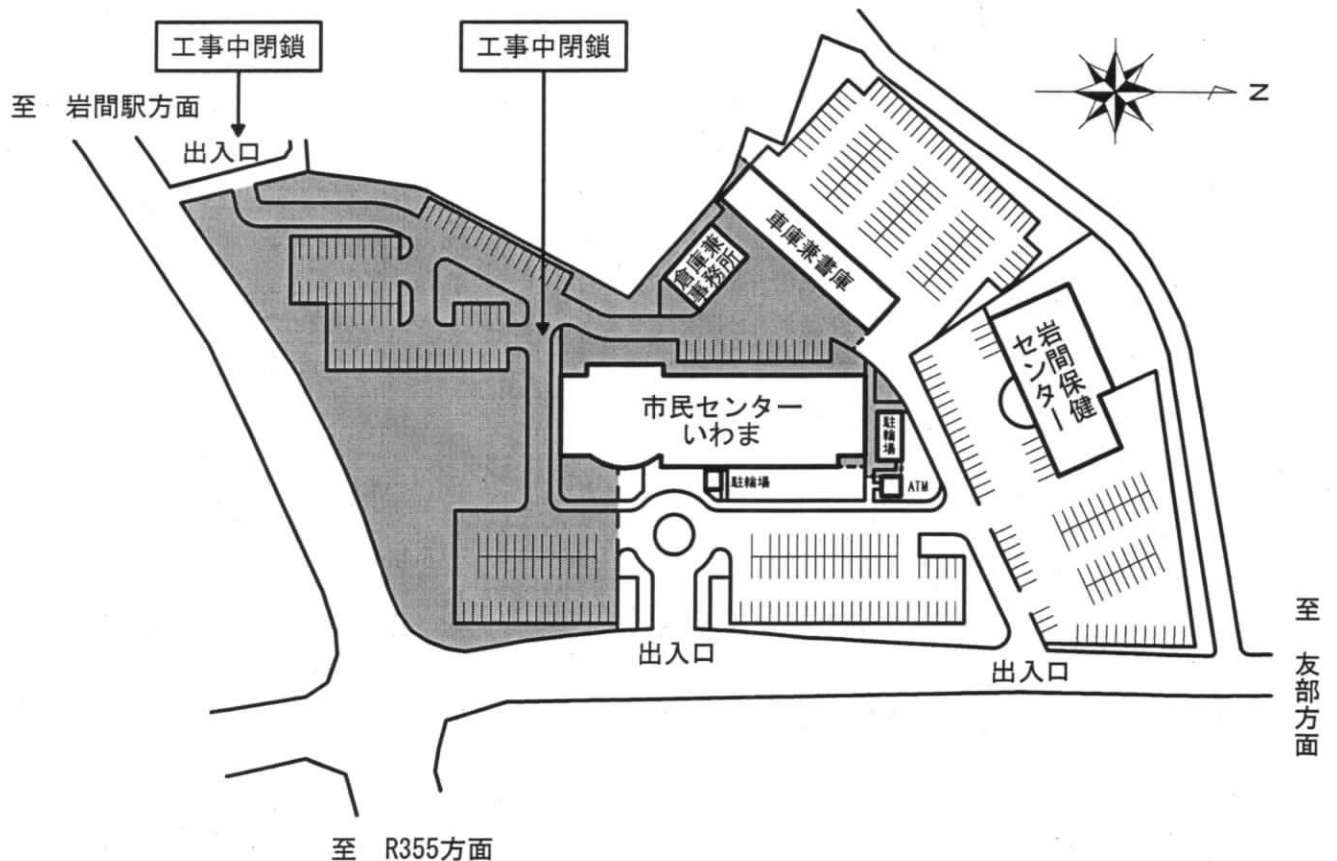 工事中閉鎖
工事中閉鎖
至 岩間駅方面
出入口
N
車庫兼書庫
倉庫兼
事務所
岩間保健
センター
市民センター
いわま
駐輪場
駐輪場
ATM
出入口
出入口
至 友部方面
至 R355方面